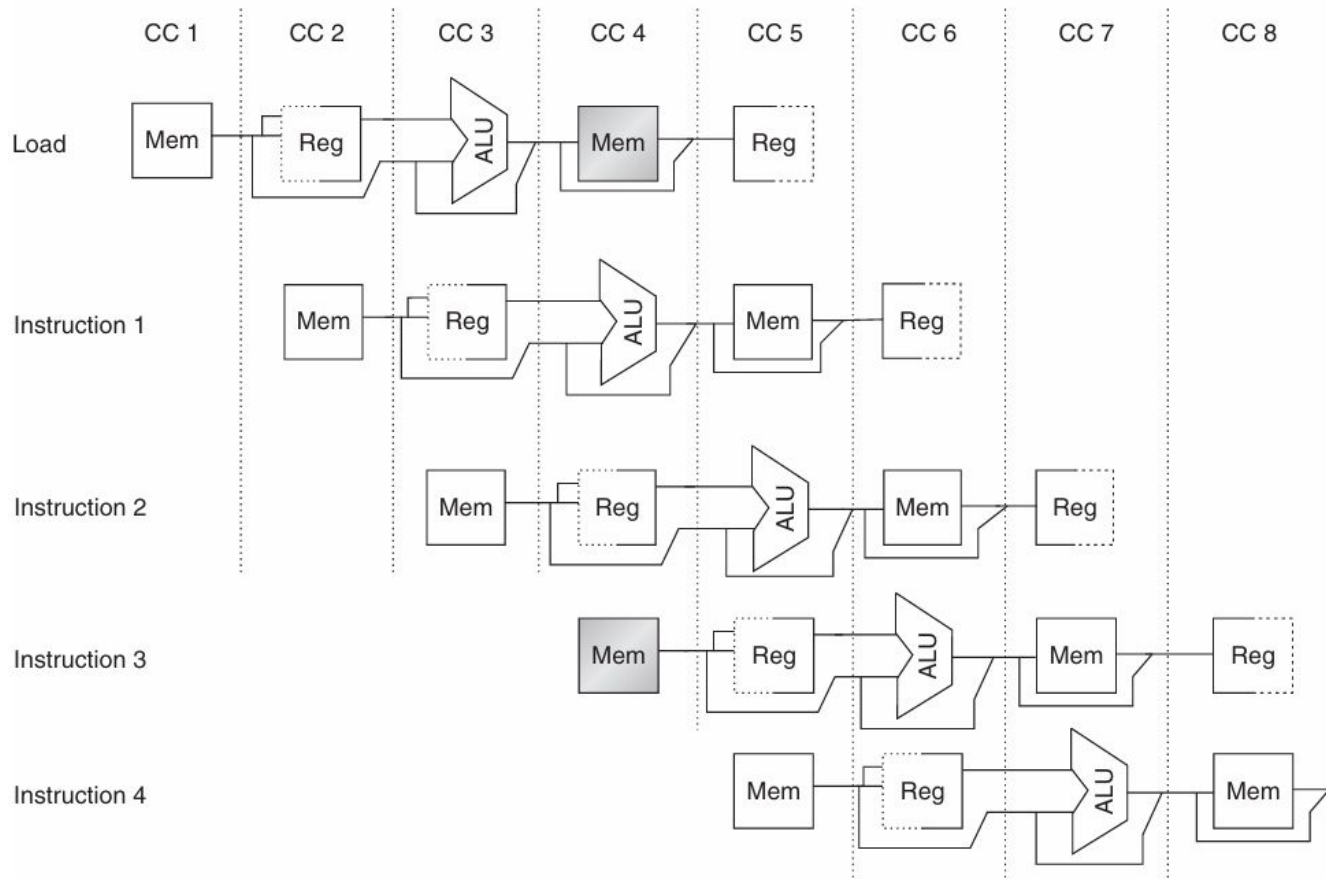 CC 1 CC 2 CC 3 CC 4 CC 5 CC 6 CC 7 CC 8
Load Mem Reg ALU Mem Reg
Instruction 1 Mem Reg ALU Mem Reg
Instruction 2 Mem Reg ALU Mem Reg
Instruction 3 Mem Reg ALU Mem Reg
Instruction 4 Mem Reg ALU Mem